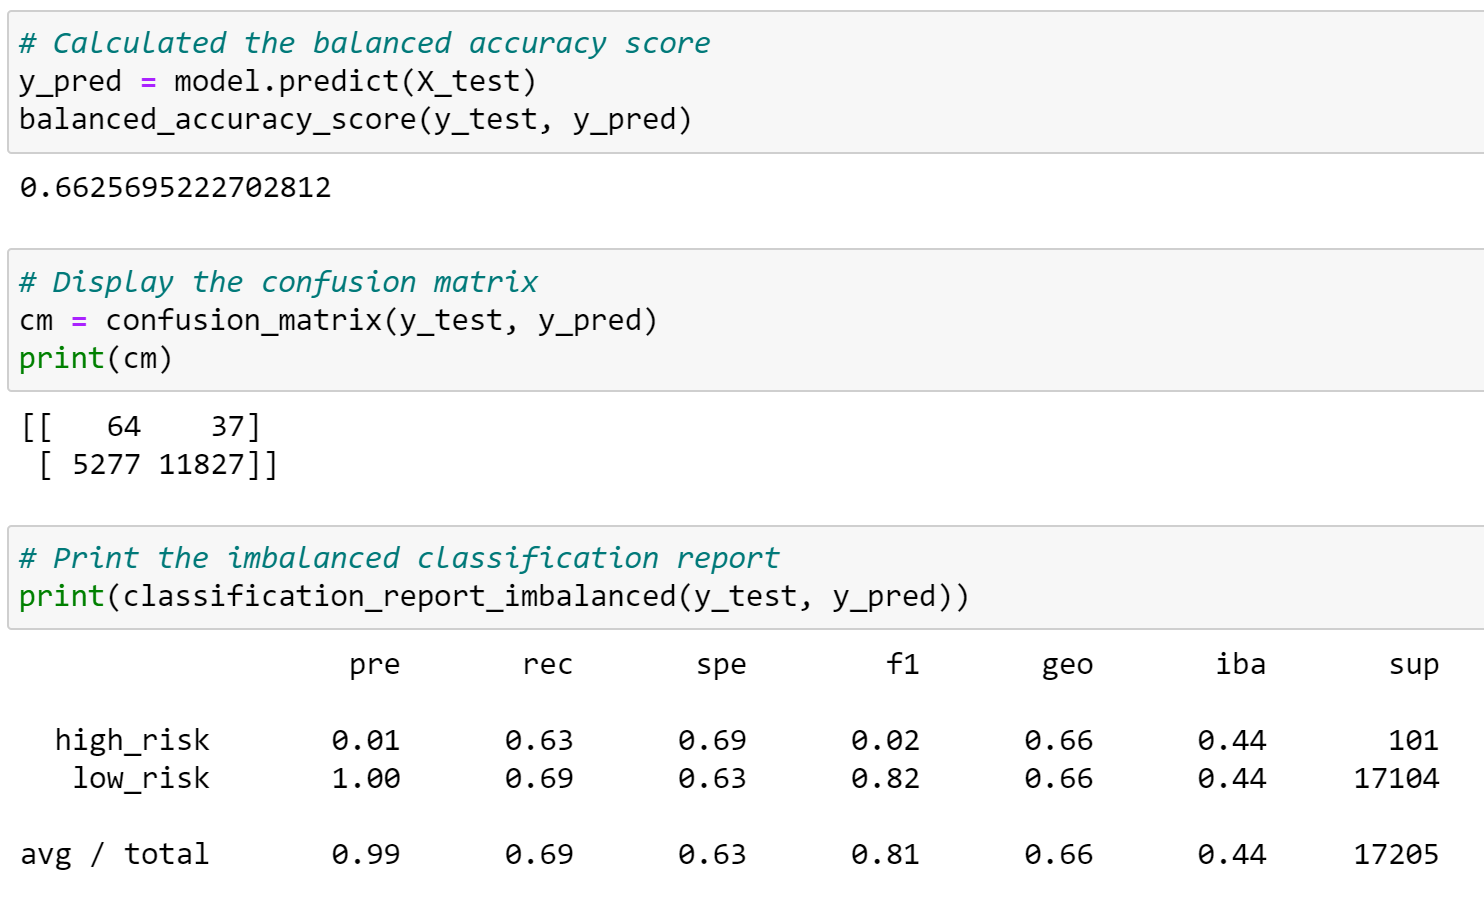 # Calculated the balanced accuracy score
y_pred = model.predict(X_test)
balanced_accuracy_score(y_test, y_pred)
0.6625695222702812
# Display the confusion matrix
cm = confusion_matrix(y_test, y_pred)
print(cm)
[[   64    37]
 [ 5277 11827]]
# Print the imbalanced classification report
print(classification_report_imbalanced(y_test, y_pred))
pre rec spe f1 geo iba sup
high_risk 0.01 0.63 0.69 0.02 0.66 0.44 101
low_risk 1.00 0.69 0.63 0.82 0.66 0.44 17104
avg / total 0.99 0.69 0.63 0.81 0.66 0.44 17205